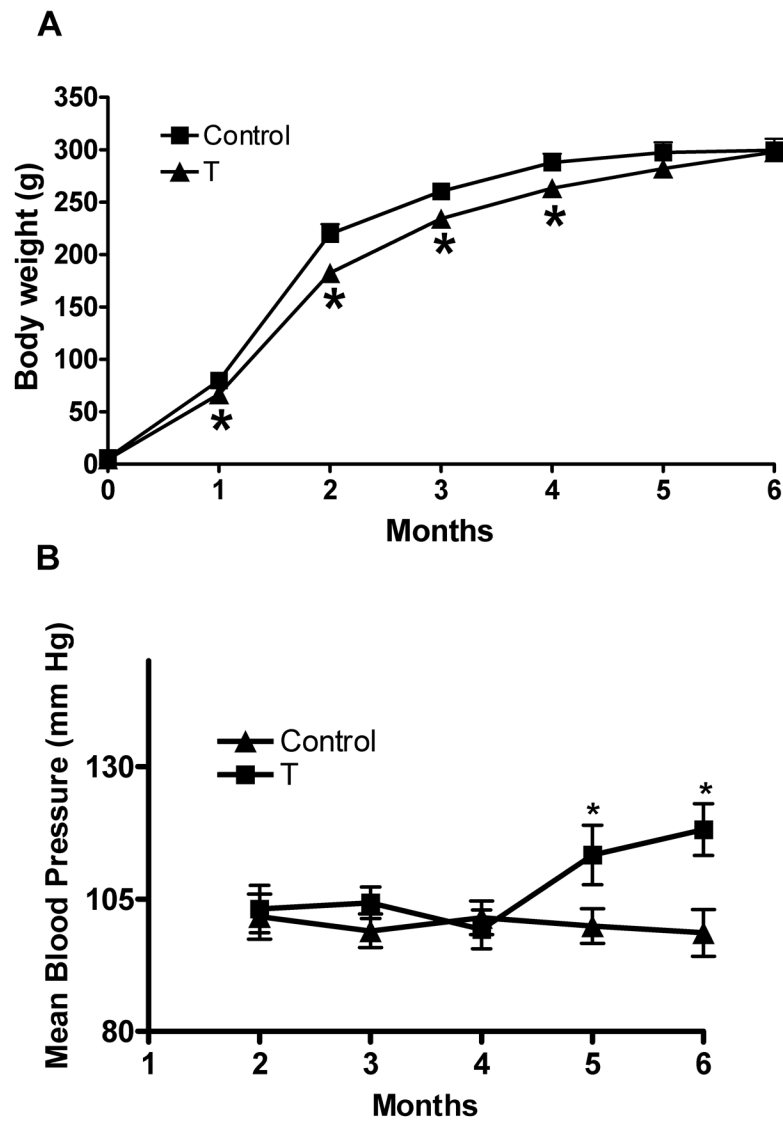 A
Body weight (g)
350
300
250
200
150
100
50
0
Control
T
*
*
*
*
0 1 2 3 4 5 6
Months
B
Mean Blood Pressure (mm Hg)
130
105
80
Control
T
*
*
1 2 3 4 5 6
Months